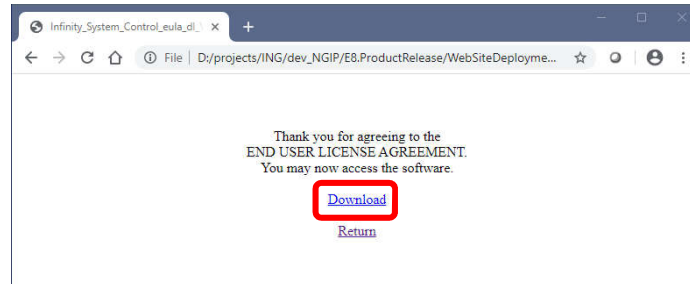 Infinity_System_Control_eula_dl_
File | D:/projects/ING/dev_NGIP/E8.ProductRelease/WebSiteDeployme...
Thank you for agreeing to the
END USER LICENSE AGREEMENT.
You may now access the software.
Download
Return